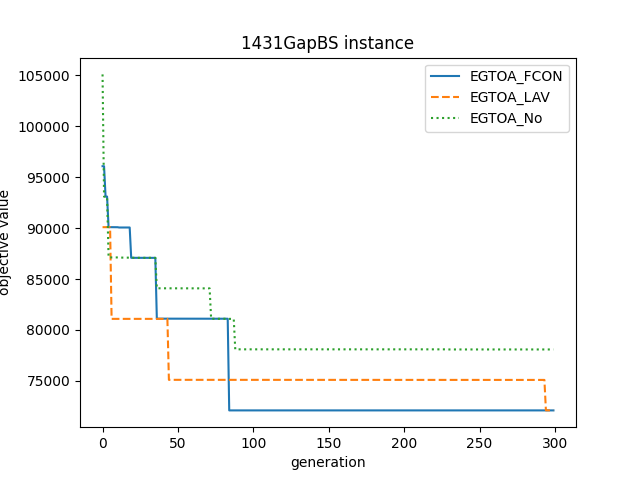 1431GapBS instance
EGTOA_FCON
EGTOA_LAV
EGTOA_No
105000
100000
95000
90000
85000
80000
75000
objective value
0 50 100 150 200 250 300
generation